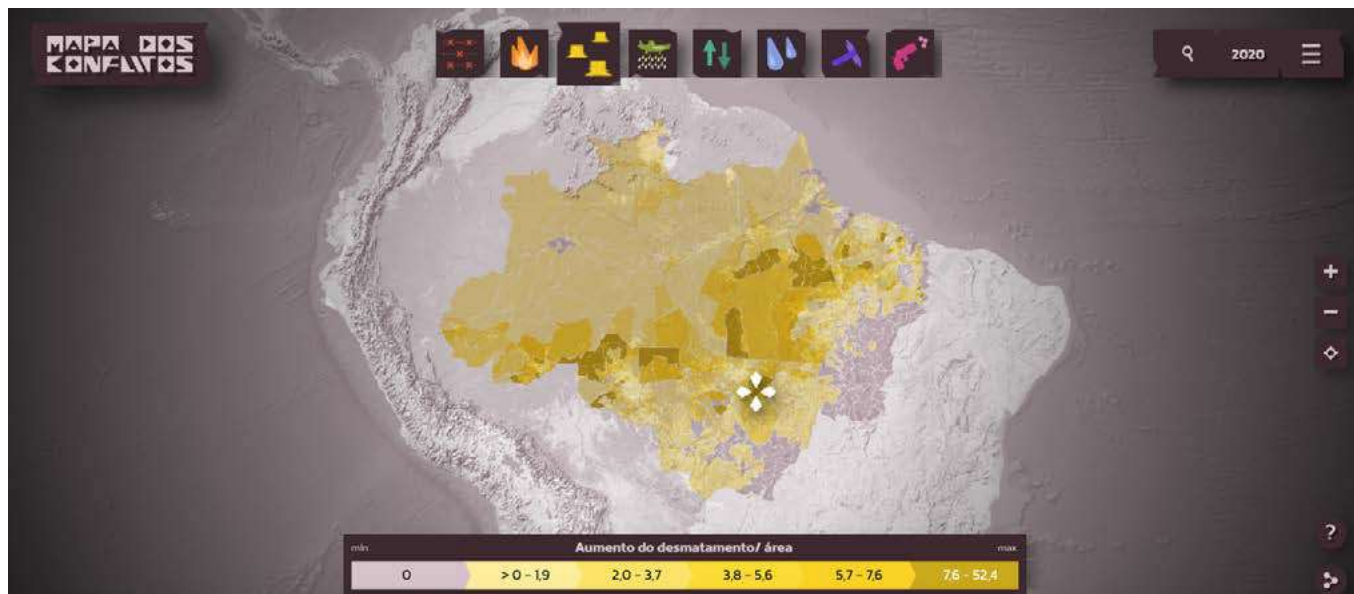 MAPA DOS
CONFLITOS
2020
+
−
mín
Aumento do desmatamento/ área
max
0
> 0 – 1,9
2,0 – 3,7
3,8 – 5,6
5,7 – 7,6
7,6 – 52,4
?